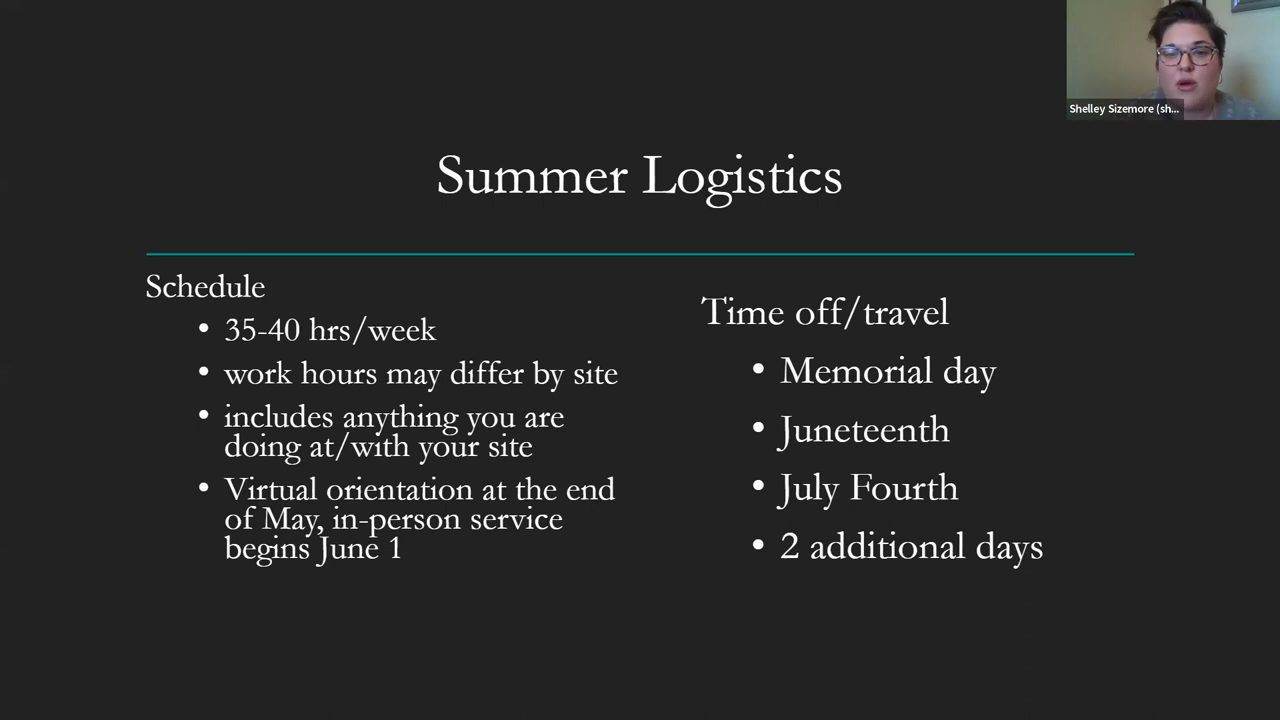 Shelley Sizemore (sh...
Summer Logistics
Schedule
• 35-40 hrs/week
• work hours may differ by site
• includes anything you are
doing at/with your site
• Virtual orientation at the end
of May, in-person service
begins June 1
Time off/travel
• Memorial day
• Juneteenth
• July Fourth
• 2 additional days